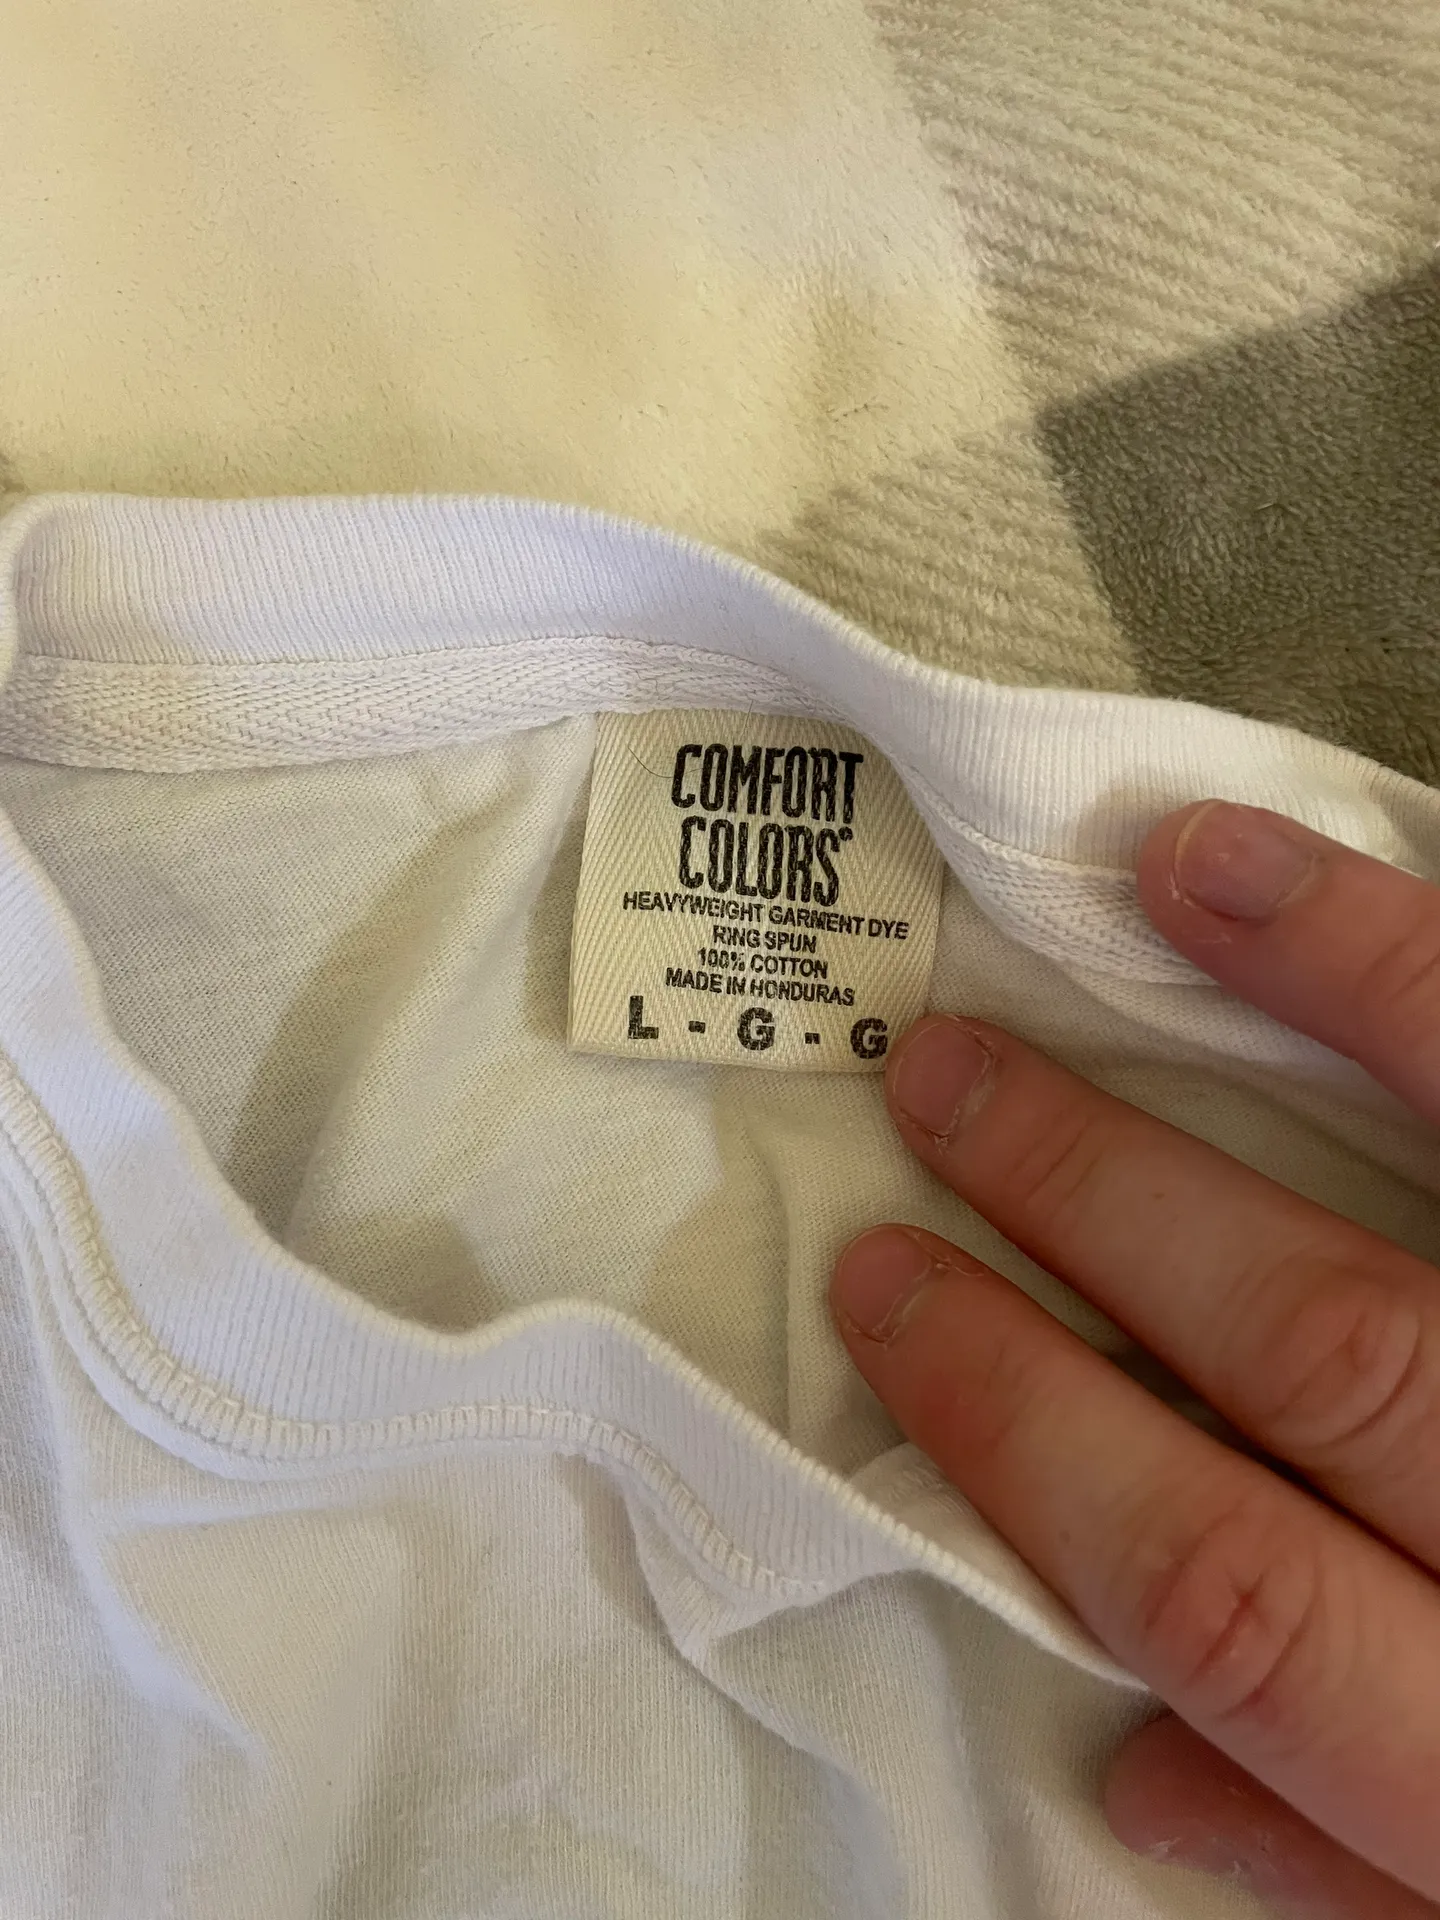 COMFORT
COLORS®
HEAVYWEIGHT GARMENT DYE
RING SPUN
100% COTTON
MADE IN HONDURAS
L - G - G